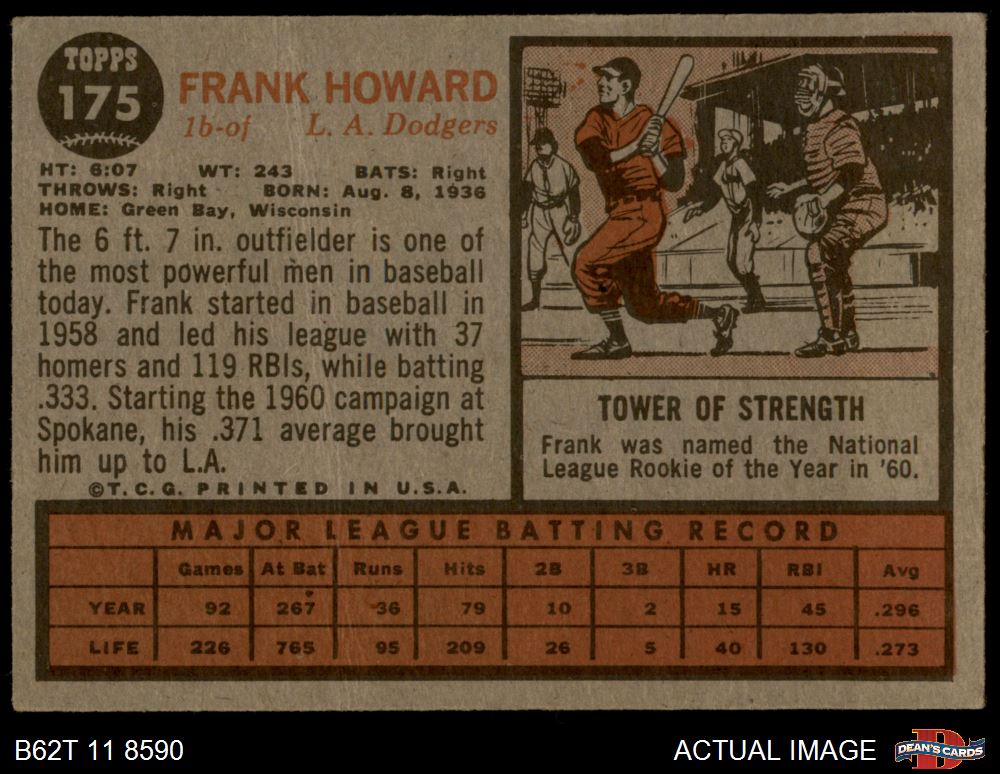 TOPPS
175
FRANK HOWARD
1b-of L. A. Dodgers
HT: 6:07 WT: 243 BATS: Right
THROWS: Right BORN: Aug. 8, 1936
HOME: Green Bay, Wisconsin
The 6 ft. 7 in. outfielder is one of
the most powerful men in baseball
today. Frank started in baseball in
1958 and led his league with 37
homers and 119 RBIs, while batting
.333. Starting the 1960 campaign at
Spokane, his .371 average brought
him up to L.A.
©T.C.G. PRINTED IN U.S.A.
TOWER OF STRENGTH
Frank was named the National
League Rookie of the Year in '60.
MAJOR LEAGUE BATTING RECORD
Games At Bat Runs Hits 2B 3B HR RBI Avg
YEAR 92 267 36 79 10 2 15 45 .296
LIFE 226 765 95 209 26 5 40 130 .273
B62T 11 8590
ACTUAL IMAGE
D
DEAN'S CARDS